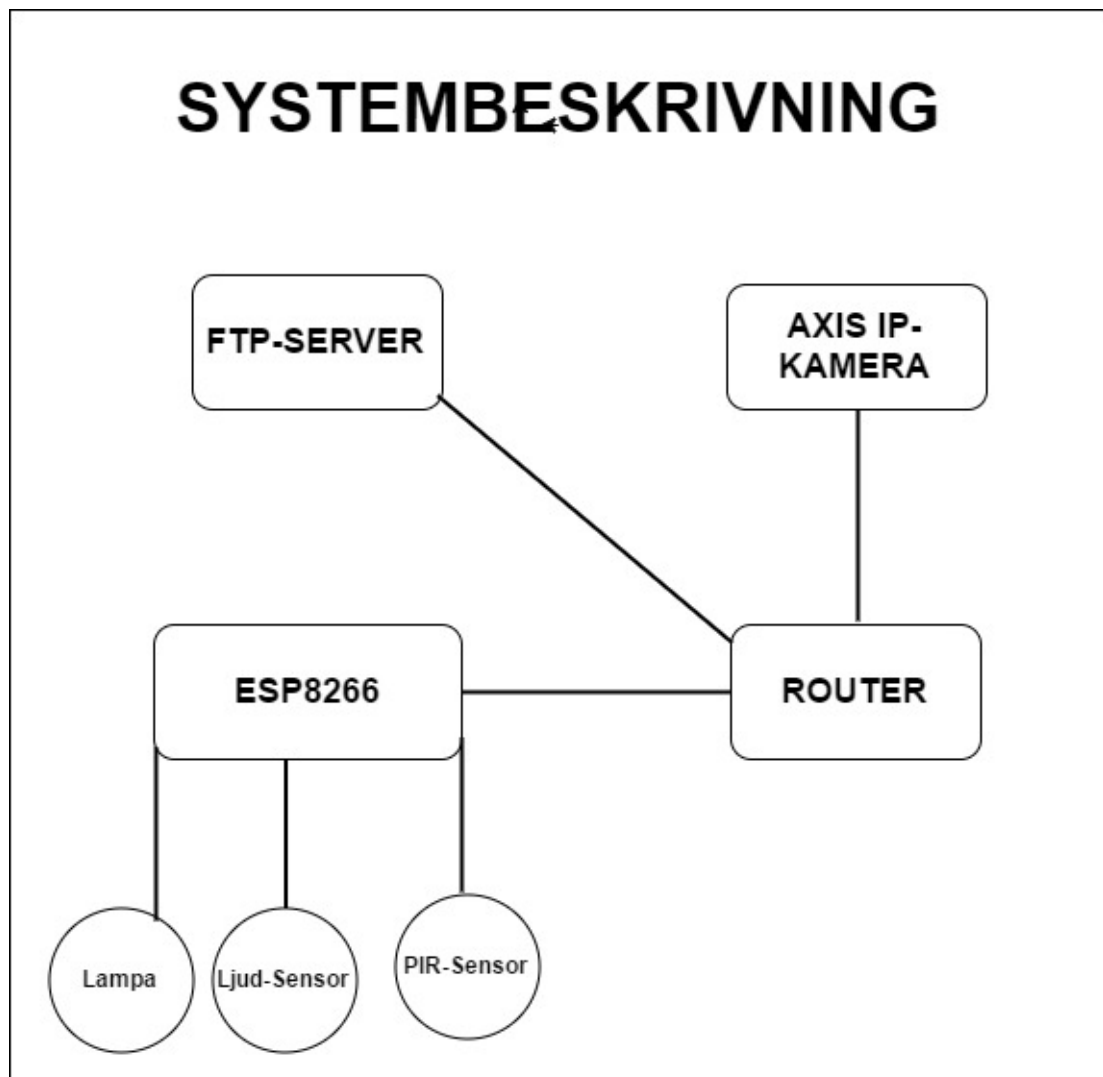 SYSTEMBESKRIVNING
FTP-SERVER
AXIS IP-
KAMERA
ESP8266
ROUTER
Lampa
Ljud-Sensor
PIR-Sensor